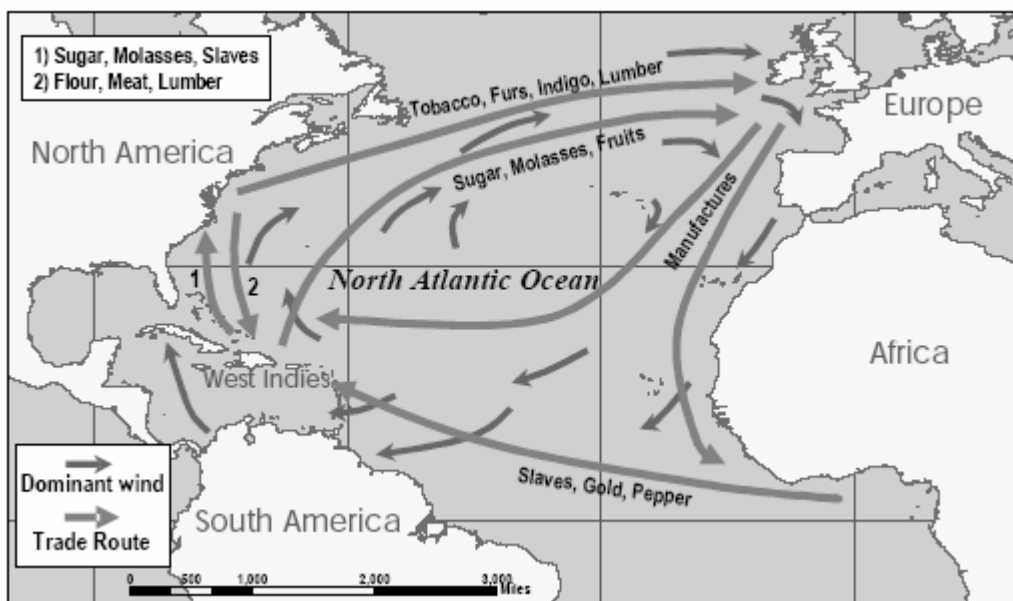 1) Sugar, Molasses, Slaves
2) Flour, Meat, Lumber
Tobacco, Furs, Indigo, Lumber
Europe
North America
Sugar, Molasses, Fruits
Manufactures
1
2
North Atlantic Ocean
Africa
West Indies
Slaves, Gold, Pepper
Dominant wind
Trade Route
South America
0 500 1,000 2,000 3,000
Miles